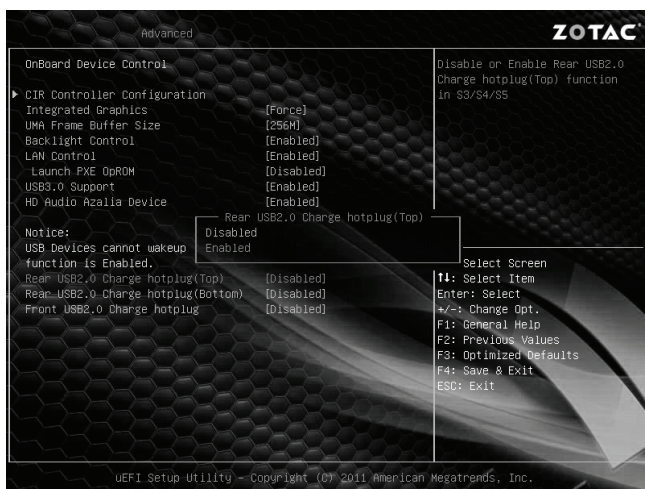 Advanced
ZOTAC
OnBoard Device Control
CIR Controller Configuration
Integrated Graphics [Force]
UMA Frame Buffer Size [256M]
Backlight Control [Enabled]
LAN Control [Enabled]
Launch PXE OpROM [Disabled]
USB3.0 Support [Enabled]
HD Audio Azalia Device [Enabled]
Notice:
USB Devices cannot wakeup
function is Enabled.
Rear USB2.0 Charge hotplug(Top) [Disabled]
Rear USB2.0 Charge hotplug(Bottom) [Disabled]
Front USB2.0 Charge hotplug [Disabled]
Rear USB2.0 Charge hotplug(Top)
Disabled
Enabled
Disable or Enable Rear USB2.0
Charge hotplug(Top) function
in S3/S4/S5
Select Screen
↑↓: Select Item
Enter: Select
+/-: Change Opt.
F1: General Help
F2: Previous Values
F3: Optimized Defaults
F4: Save & Exit
ESC: Exit
uEFI Setup Utility - Copyright (C) 2011 American Megatrends, Inc.